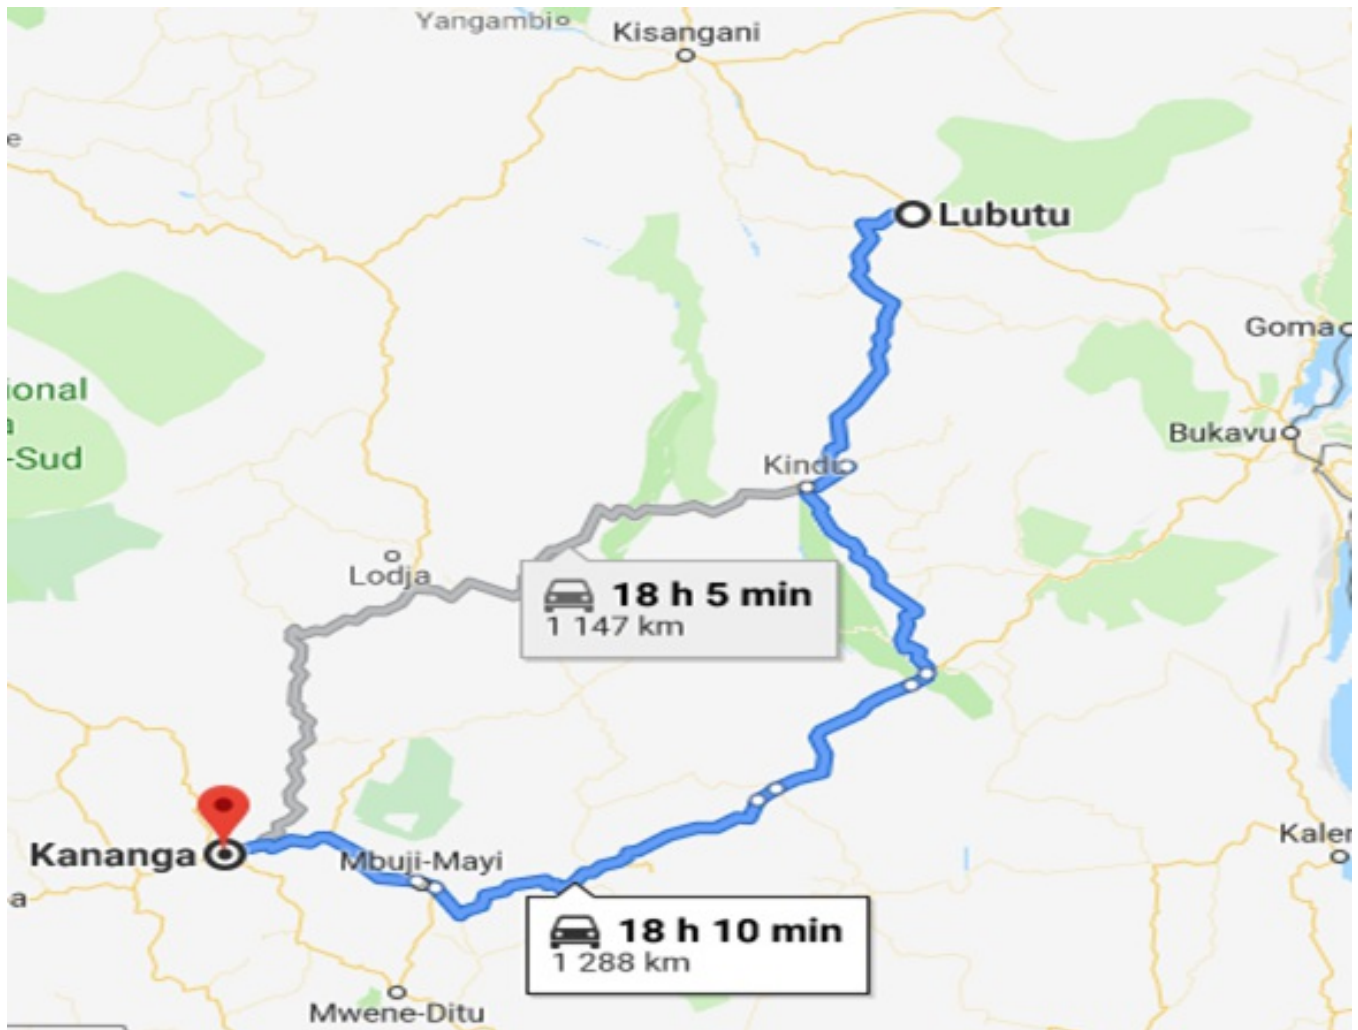 Yangambi
Kisangani
e
Lubutu
Goma
ional
a
-Sud
Bukavu
Lodja
18 h 5 min
1 147 km
Kananga
Mbuji-Mayi
Kaler
a
18 h 10 min
1 288 km
Mwene-Ditu